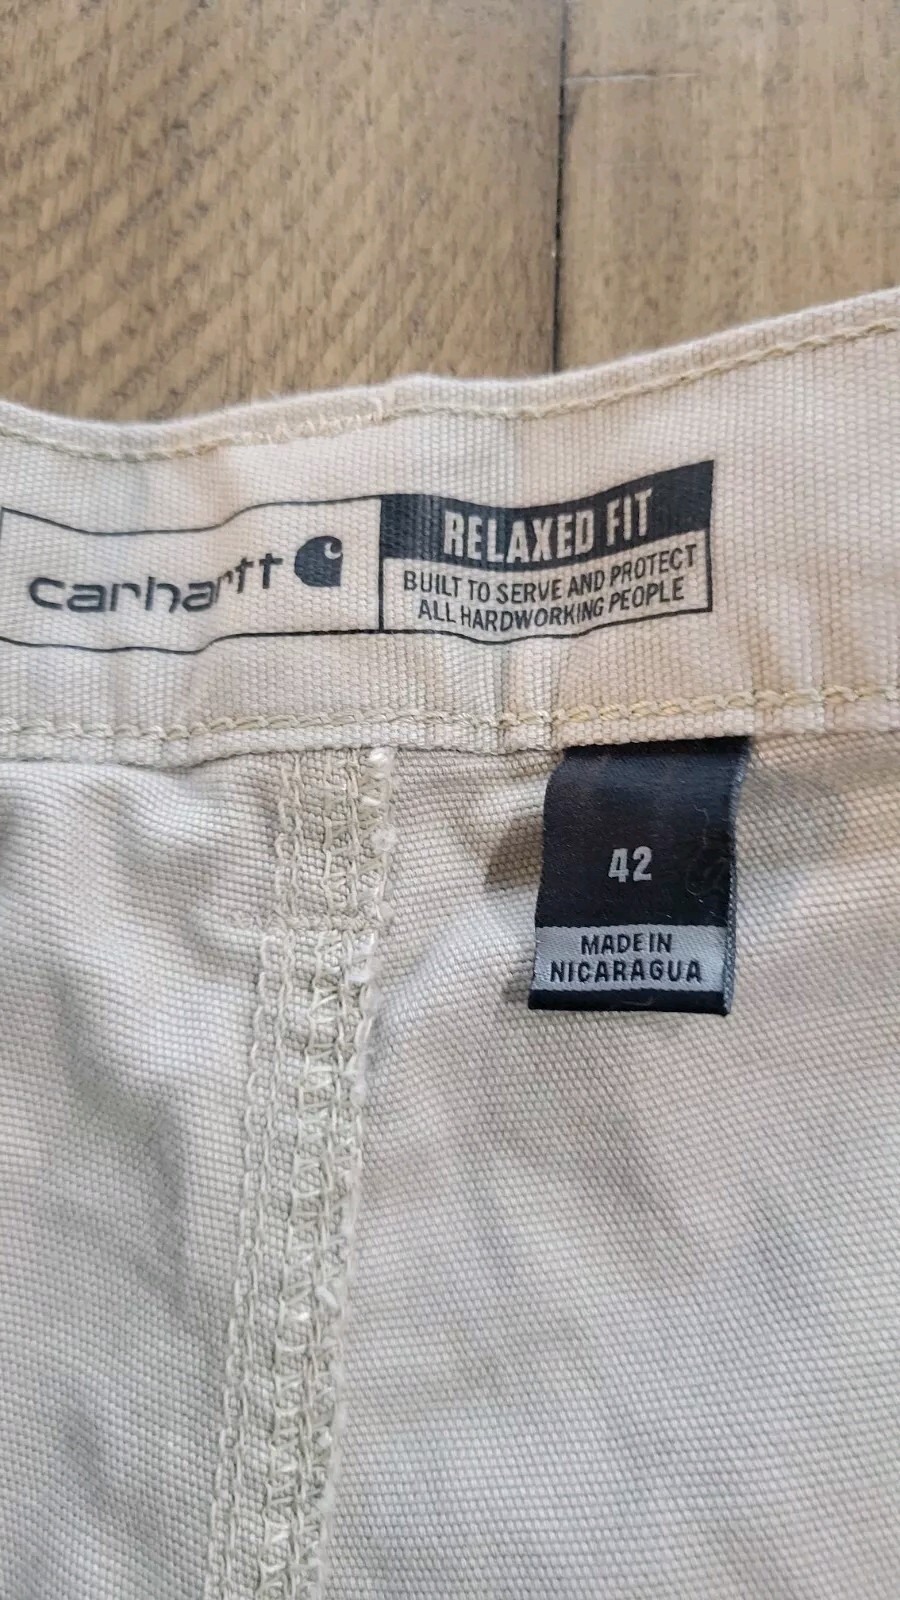 carhartt
RELAXED FIT
BUILT TO SERVE AND PROTECT
ALL HARDWORKING PEOPLE
42
MADE IN
NICARAGUA